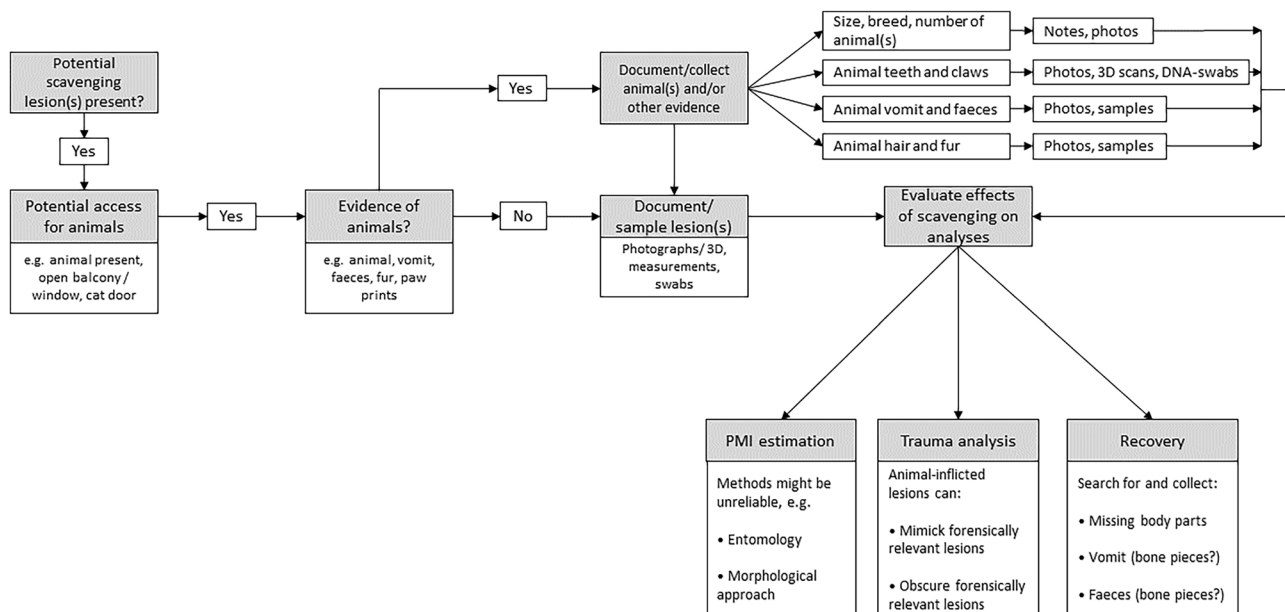 Potential
scavenging
lesion(s) present?
Yes
Potential access
for animals
e.g. animal present,
open balcony /
window, cat door
Yes
Evidence of
animals?
e.g. animal, vomit,
faeces, fur, paw
prints
Yes
No
Document/collect
animal(s) and/or
other evidence
Document/
sample lesion(s)
Photographs/ 3D,
measurements,
swabs
Size, breed, number of
animal(s)
Notes, photos
Animal teeth and claws
Photos, 3D scans, DNA-swabs
Animal vomit and faeces
Photos, samples
Animal hair and fur
Photos, samples
Evaluate effects
of scavenging on
analyses
PMI estimation
Methods might be
unreliable, e.g.
• Entomology
• Morphological
approach
Trauma analysis
Animal-inflicted
lesions can:
• Mimick forensically
relevant lesions
• Obscure forensically
relevant lesions
Recovery
Search for and collect:
• Missing body parts
• Vomit (bone pieces?)
• Faeces (bone pieces?)